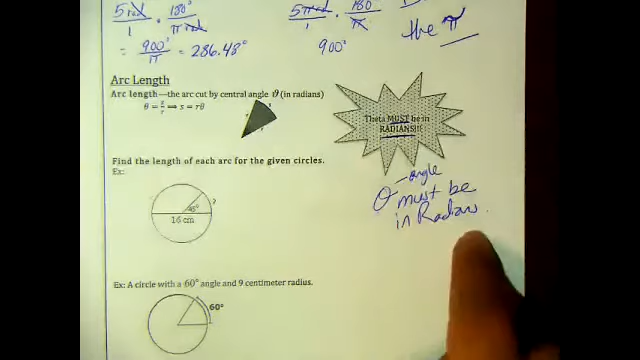 5 rad/1 · 180°/π rad
5π rad/1 · 180/π
the π
= 900°/π = 286.48°
900°
Arc Length
Arc length—the arc cut by central angle ϑ (in radians)
θ = s/r ⟹ s = rθ
Theta MUST be in
RADIANS!!!
Find the length of each arc for the given circles.
Ex:
θ - angle
must be
in Radians.
?
45°
16 cm
Ex: A circle with a 60° angle and 9 centimeter radius.
60°